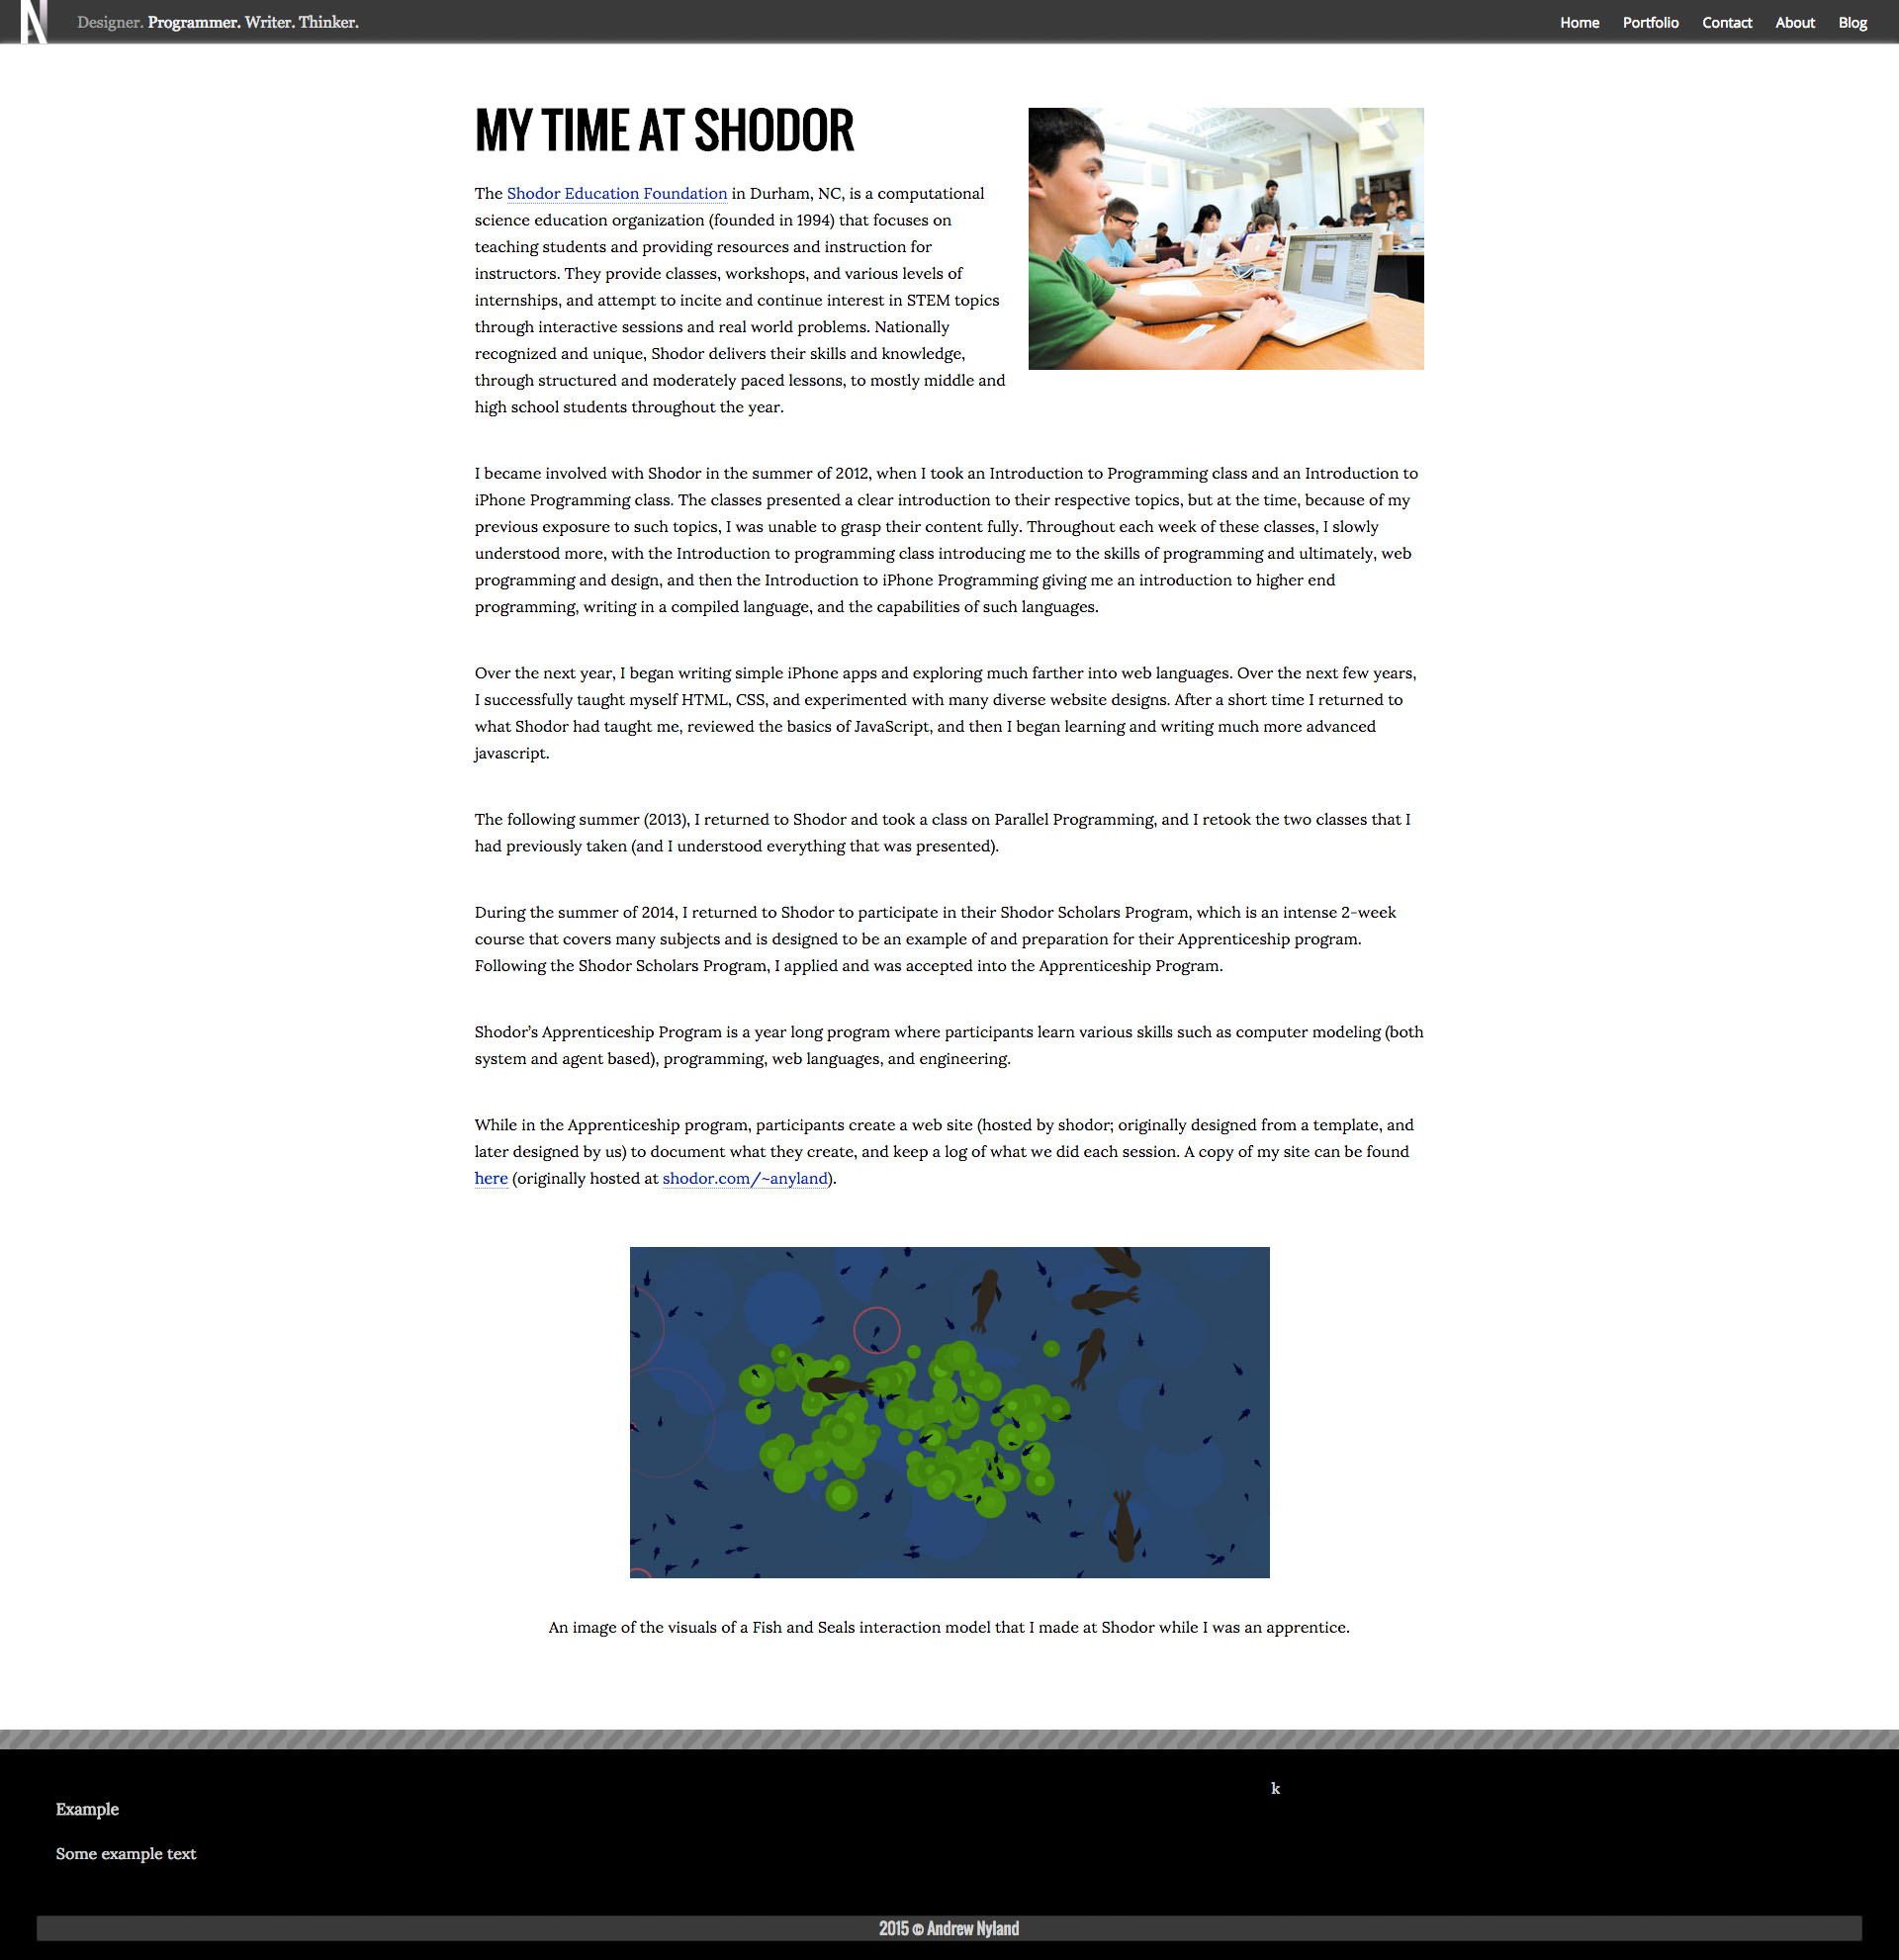 N
Designer. Programmer. Writer. Thinker.
Home Portfolio Contact About Blog
MY TIME AT SHODOR
The Shodor Education Foundation in Durham, NC, is a computational
science education organization (founded in 1994) that focuses on
teaching students and providing resources and instruction for
instructors. They provide classes, workshops, and various levels of
internships, and attempt to incite and continue interest in STEM topics
through interactive sessions and real world problems. Nationally
recognized and unique, Shodor delivers their skills and knowledge,
through structured and moderately paced lessons, to mostly middle and
high school students throughout the year.
I became involved with Shodor in the summer of 2012, when I took an Introduction to Programming class and an Introduction to
iPhone Programming class. The classes presented a clear introduction to their respective topics, but at the time, because of my
previous exposure to such topics, I was unable to grasp their content fully. Throughout each week of these classes, I slowly
understood more, with the Introduction to programming class introducing me to the skills of programming and ultimately, web
programming and design, and then the Introduction to iPhone Programming giving me an introduction to higher end
programming, writing in a compiled language, and the capabilities of such languages.
Over the next year, I began writing simple iPhone apps and exploring much farther into web languages. Over the next few years,
I successfully taught myself HTML, CSS, and experimented with many diverse website designs. After a short time I returned to
what Shodor had taught me, reviewed the basics of JavaScript, and then I began learning and writing much more advanced
javascript.
The following summer (2013), I returned to Shodor and took a class on Parallel Programming, and I retook the two classes that I
had previously taken (and I understood everything that was presented).
During the summer of 2014, I returned to Shodor to participate in their Shodor Scholars Program, which is an intense 2-week
course that covers many subjects and is designed to be an example of and preparation for their Apprenticeship program.
Following the Shodor Scholars Program, I applied and was accepted into the Apprenticeship Program.
Shodor’s Apprenticeship Program is a year long program where participants learn various skills such as computer modeling (both
system and agent based), programming, web languages, and engineering.
While in the Apprenticeship program, participants create a web site (hosted by shodor; originally designed from a template, and
later designed by us) to document what they create, and keep a log of what we did each session. A copy of my site can be found
here (originally hosted at shodor.com/~anyland).
An image of the visuals of a Fish and Seals interaction model that I made at Shodor while I was an apprentice.
k
Example
Some example text
2015 © Andrew Nyland